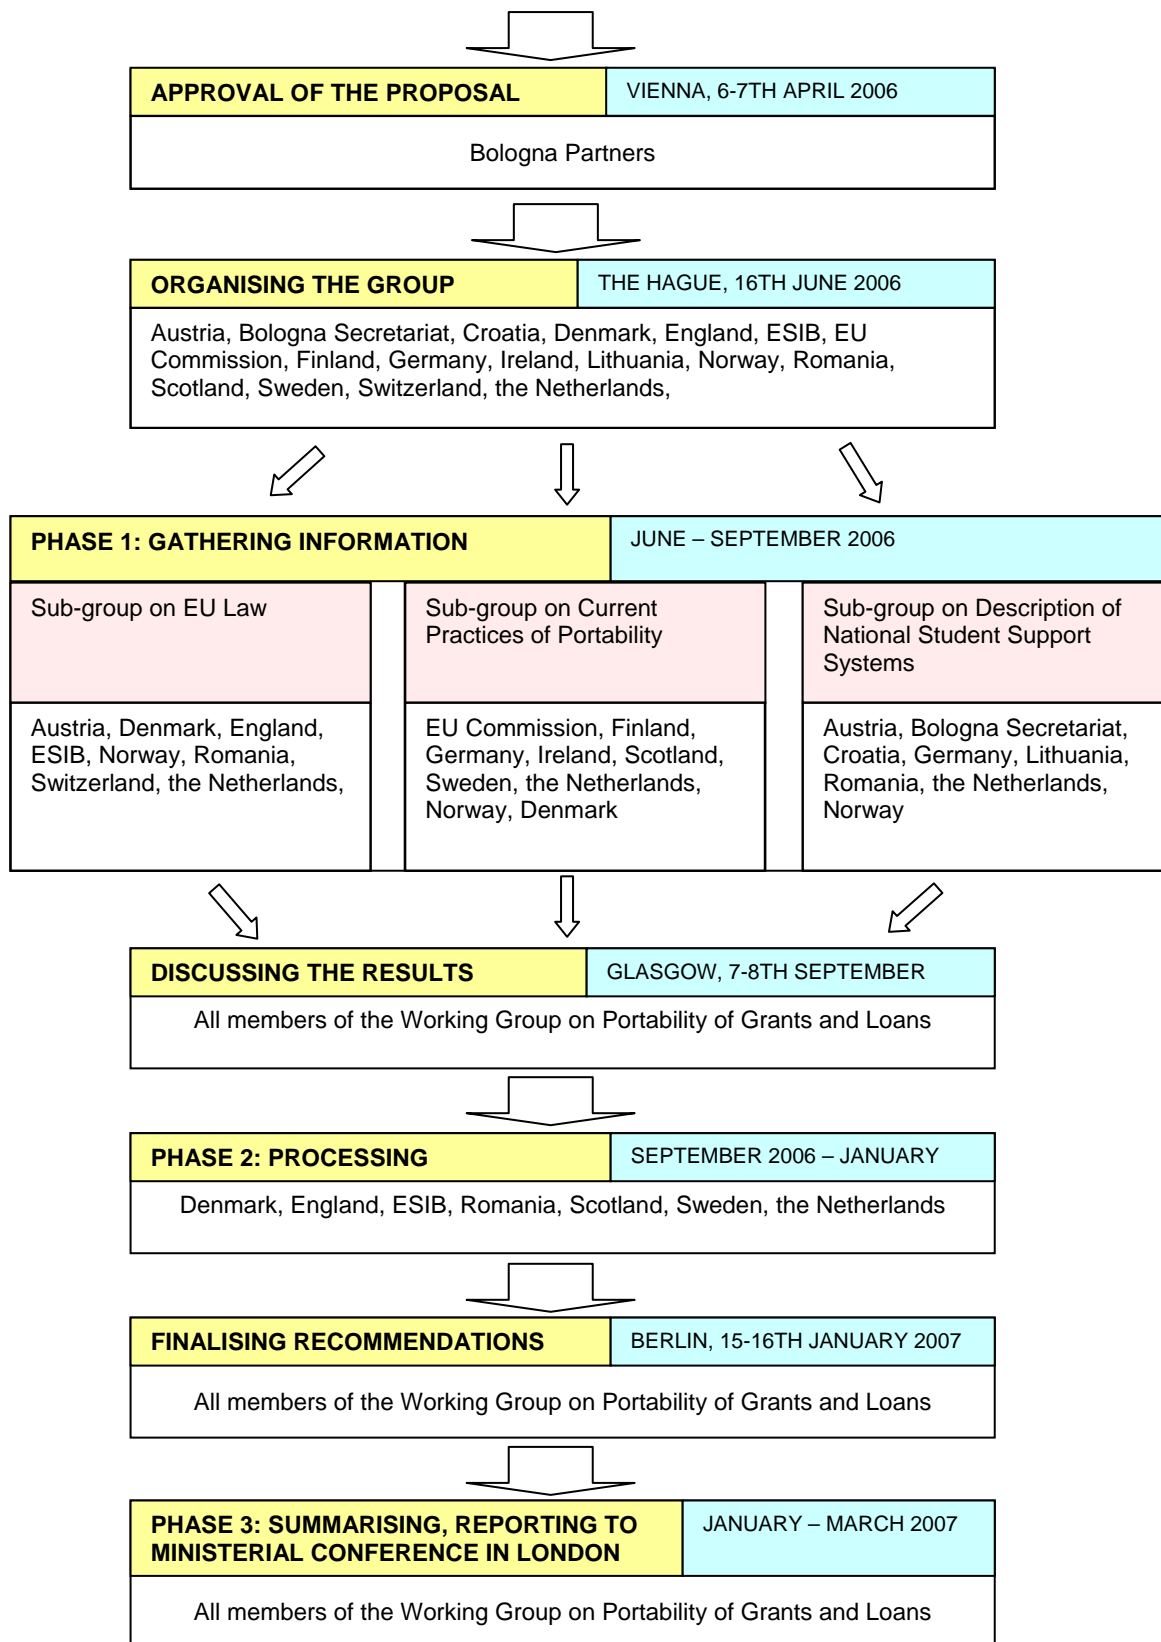 APPROVAL OF THE PROPOSAL
VIENNA, 6-7TH APRIL 2006
Bologna Partners
ORGANISING THE GROUP
THE HAGUE, 16TH JUNE 2006
Austria, Bologna Secretariat, Croatia, Denmark, England, ESIB, EU
Commission, Finland, Germany, Ireland, Lithuania, Norway, Romania,
Scotland, Sweden, Switzerland, the Netherlands,
PHASE 1: GATHERING INFORMATION
JUNE – SEPTEMBER 2006
Sub-group on EU Law
Austria, Denmark, England,
ESIB, Norway, Romania,
Switzerland, the Netherlands,
Sub-group on Current
Practices of Portability
EU Commission, Finland,
Germany, Ireland, Scotland,
Sweden, the Netherlands,
Norway, Denmark
Sub-group on Description of
National Student Support
Systems
Austria, Bologna Secretariat,
Croatia, Germany, Lithuania,
Romania, the Netherlands,
Norway
DISCUSSING THE RESULTS
GLASGOW, 7-8TH SEPTEMBER
All members of the Working Group on Portability of Grants and Loans
PHASE 2: PROCESSING
SEPTEMBER 2006 – JANUARY
Denmark, England, ESIB, Romania, Scotland, Sweden, the Netherlands
FINALISING RECOMMENDATIONS
BERLIN, 15-16TH JANUARY 2007
All members of the Working Group on Portability of Grants and Loans
PHASE 3: SUMMARISING, REPORTING TO
MINISTERIAL CONFERENCE IN LONDON
JANUARY – MARCH 2007
All members of the Working Group on Portability of Grants and Loans